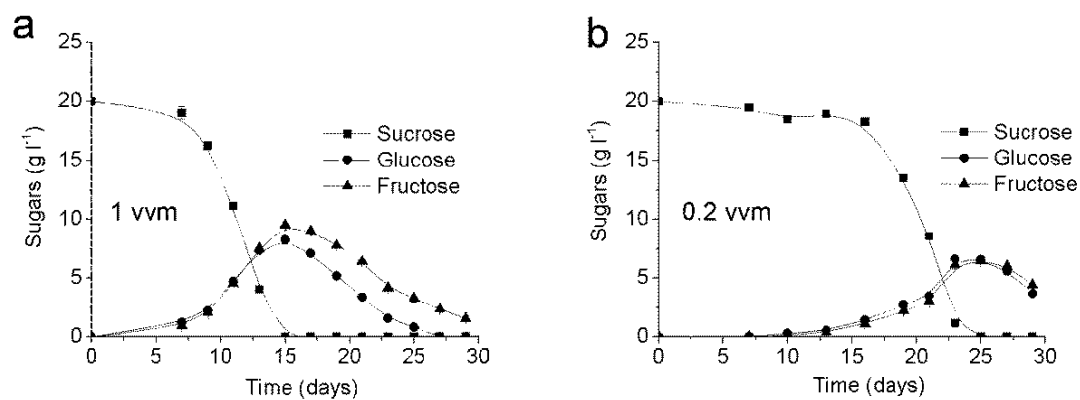 a
25
20
15
10
5
0
Sugars (g l⁻¹)
1 vvm
Sucrose
Glucose
Fructose
0 5 10 15 20 25 30
Time (days)
b
25
20
15
10
5
0
Sugars (g l⁻¹)
0.2 vvm
Sucrose
Glucose
Fructose
0 5 10 15 20 25 30
Time (days)